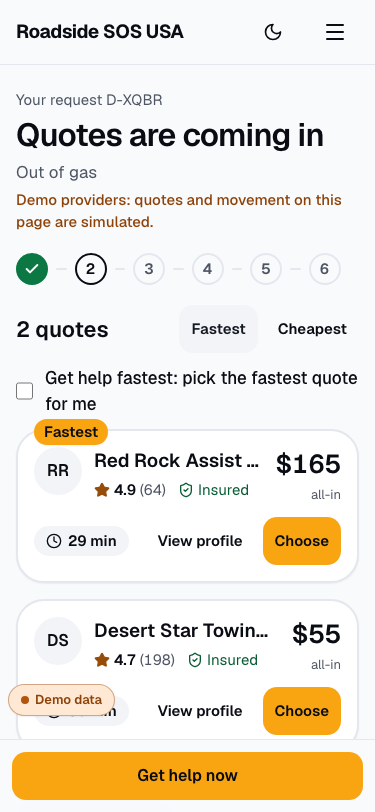 Roadside SOS USA
Your request D-XQBR
Quotes are coming in
Out of gas
Demo providers: quotes and movement on this
page are simulated.
2 3 4 5 6
2 quotes
Fastest Cheapest
Get help fastest: pick the fastest quote
for me
Fastest
RR Red Rock Assist ... $165
4.9 (64) Insured all-in
29 min View profile Choose
DS Desert Star Towin... $55
4.7 (198) Insured all-in
Demo data View profile Choose
Get help now